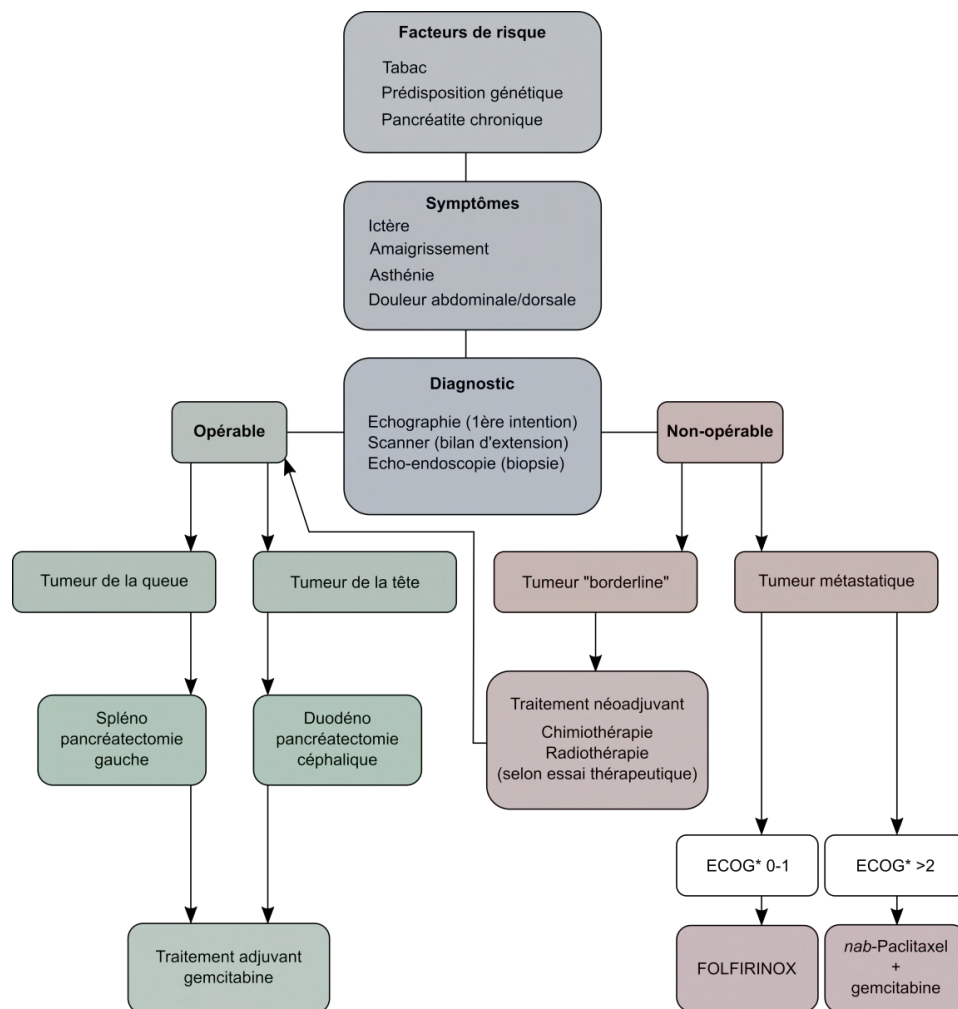 Facteurs de risque
Tabac
Prédisposition génétique
Pancréatite chronique
Symptômes
Ictère
Amaigrissement
Asthénie
Douleur abdominale/dorsale
Diagnostic
Echographie (1ère intention)
Scanner (bilan d'extension)
Echo-endoscopie (biopsie)
Opérable
Non-opérable
Tumeur de la queue
Tumeur de la tête
Tumeur "borderline"
Tumeur métastatique
Spléno
pancréatectomie
gauche
Duodéno
pancréatectomie
céphalique
Traitement néoadjuvant
Chimiothérapie
Radiothérapie
(selon essai thérapeutique)
ECOG* 0-1
ECOG* >2
Traitement adjuvant
gemcitabine
FOLFIRINOX
nab-Paclitaxel
+
gemcitabine